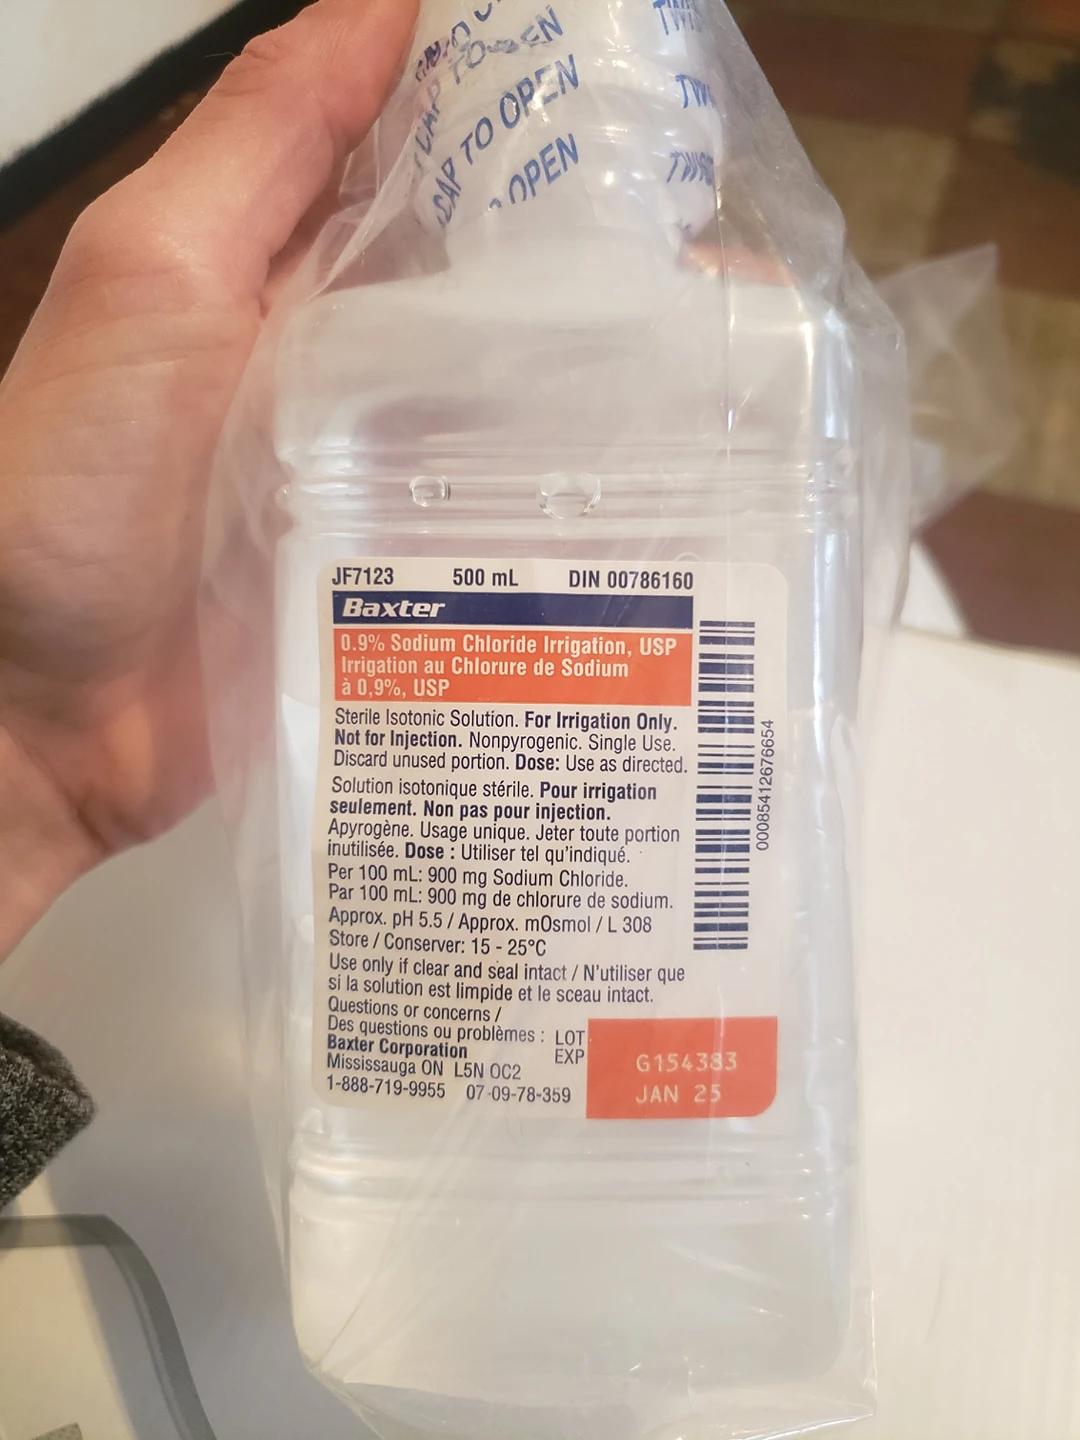 CAP TO OPEN
CAP TO OPEN
OPEN
JF7123 500 mL DIN 00786160
Baxter
0.9% Sodium Chloride Irrigation, USP
Irrigation au Chlorure de Sodium
à 0,9%, USP
Sterile Isotonic Solution. For Irrigation Only.
Not for Injection. Nonpyrogenic. Single Use.
Discard unused portion. Dose: Use as directed.
Solution isotonique stérile. Pour irrigation
seulement. Non pas pour injection.
Apyrogène. Usage unique. Jeter toute portion
inutilisée. Dose : Utiliser tel qu'indiqué.
Per 100 mL: 900 mg Sodium Chloride.
Par 100 mL: 900 mg de chlorure de sodium.
Approx. pH 5.5 / Approx. mOsmol / L 308
Store / Conserver: 15 - 25°C
Use only if clear and seal intact / N'utiliser que
si la solution est limpide et le sceau intact.
Questions or concerns /
Des questions ou problèmes :
Baxter Corporation
Mississauga ON L5N 0C2
1-888-719-9955 07-09-78-359
LOT G154383
EXP JAN 25
00085412676654